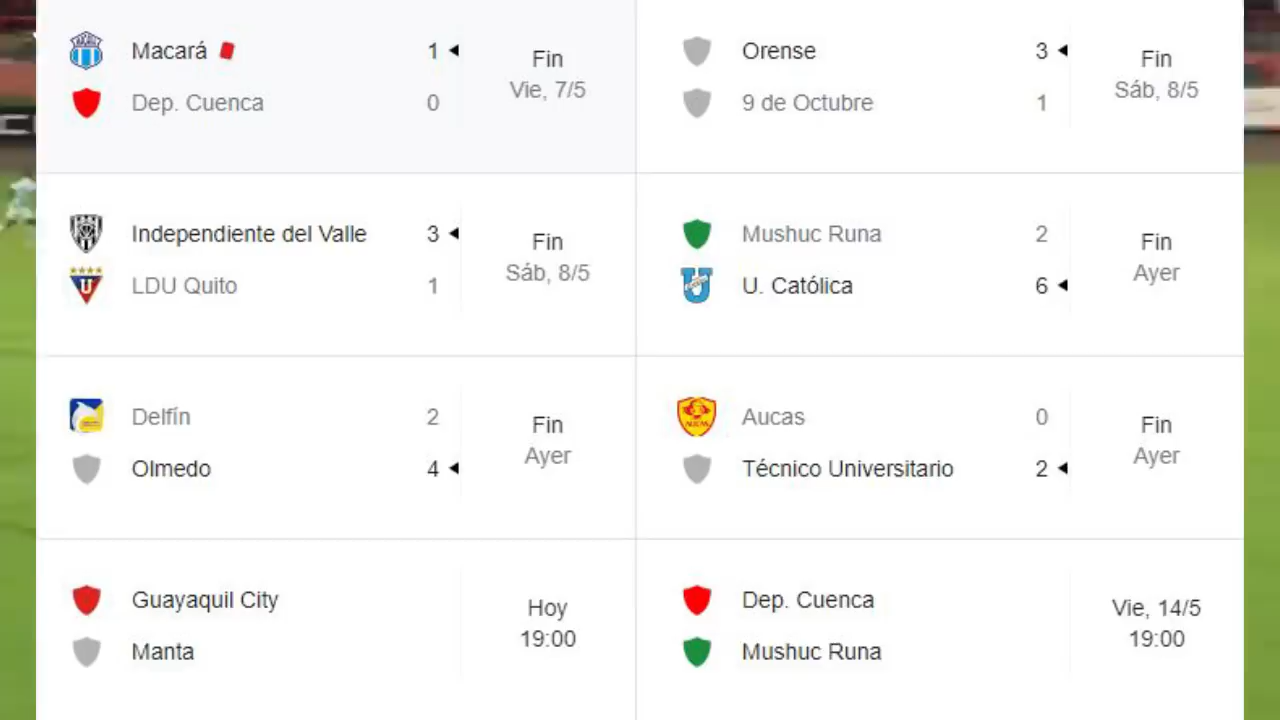 Macará 1
Dep. Cuenca 0
Fin
Vie, 7/5
Orense 3
9 de Octubre 1
Fin
Sáb, 8/5
Independiente del Valle 3
LDU Quito 1
Fin
Sáb, 8/5
Mushuc Runa 2
U. Católica 6
Fin
Ayer
Delfín 2
Olmedo 4
Fin
Ayer
AUCAS
Aucas 0
Técnico Universitario 2
Fin
Ayer
Guayaquil City
Manta
Hoy
19:00
Dep. Cuenca
Mushuc Runa
Vie, 14/5
19:00